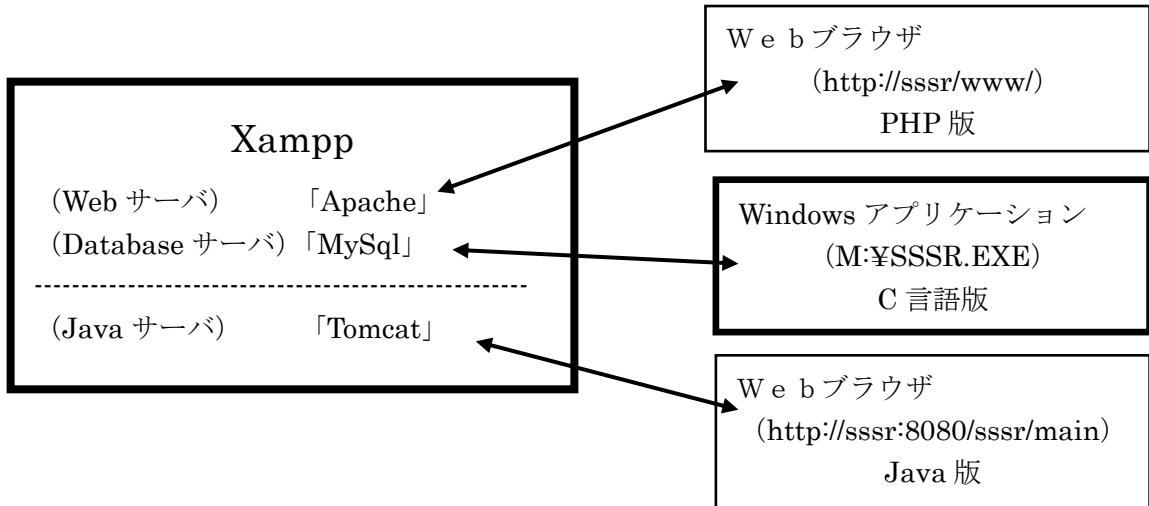 Xampp
(Web サーバ) 「Apache」
(Database サーバ)「MySql」
(Java サーバ) 「Tomcat」
Ｗｅｂブラウザ
(http://sssr/www/)
PHP 版
Windows アプリケーション
(M:¥SSSR.EXE)
C 言語版
Ｗｅｂブラウザ
(http://sssr:8080/sssr/main)
Java 版